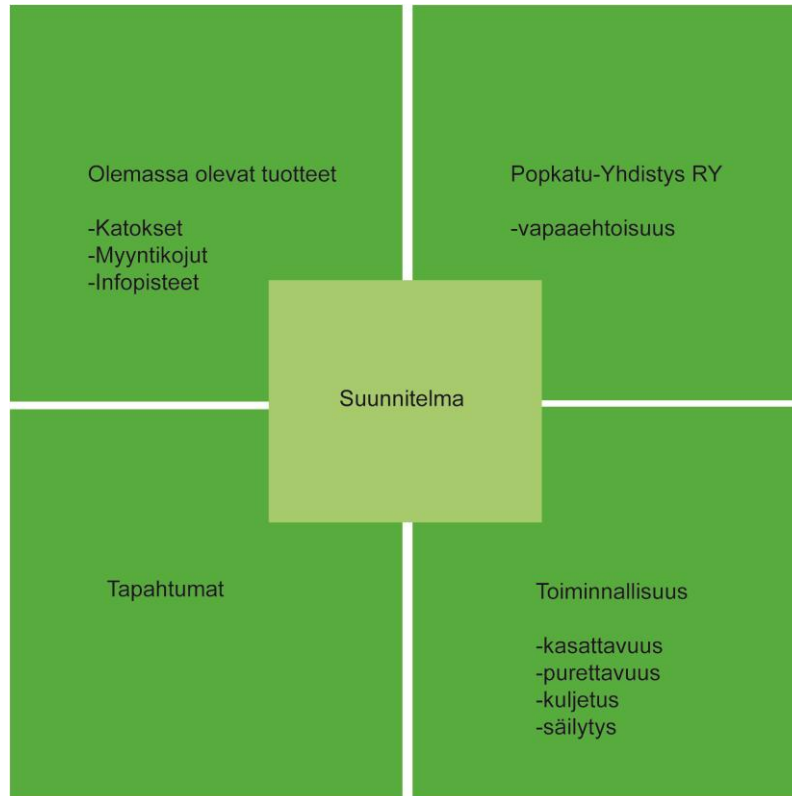 Olemassa olevat tuotteet
-Katokset
-Myyntikojut
-Infopisteet
Popkatu-Yhdistys RY
-vapaaehtoisuus
Suunnitelma
Tapahtumat
Toiminnallisuus
-kasattavuus
-purettavuus
-kuljetus
-säilytys